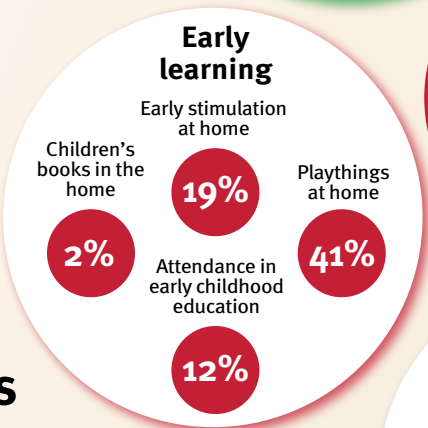 Early
learning
Early stimulation
at home
19%
Children's
books in the
home
2%
Playthings
at home
41%
Attendance in
early childhood
education
12%
s